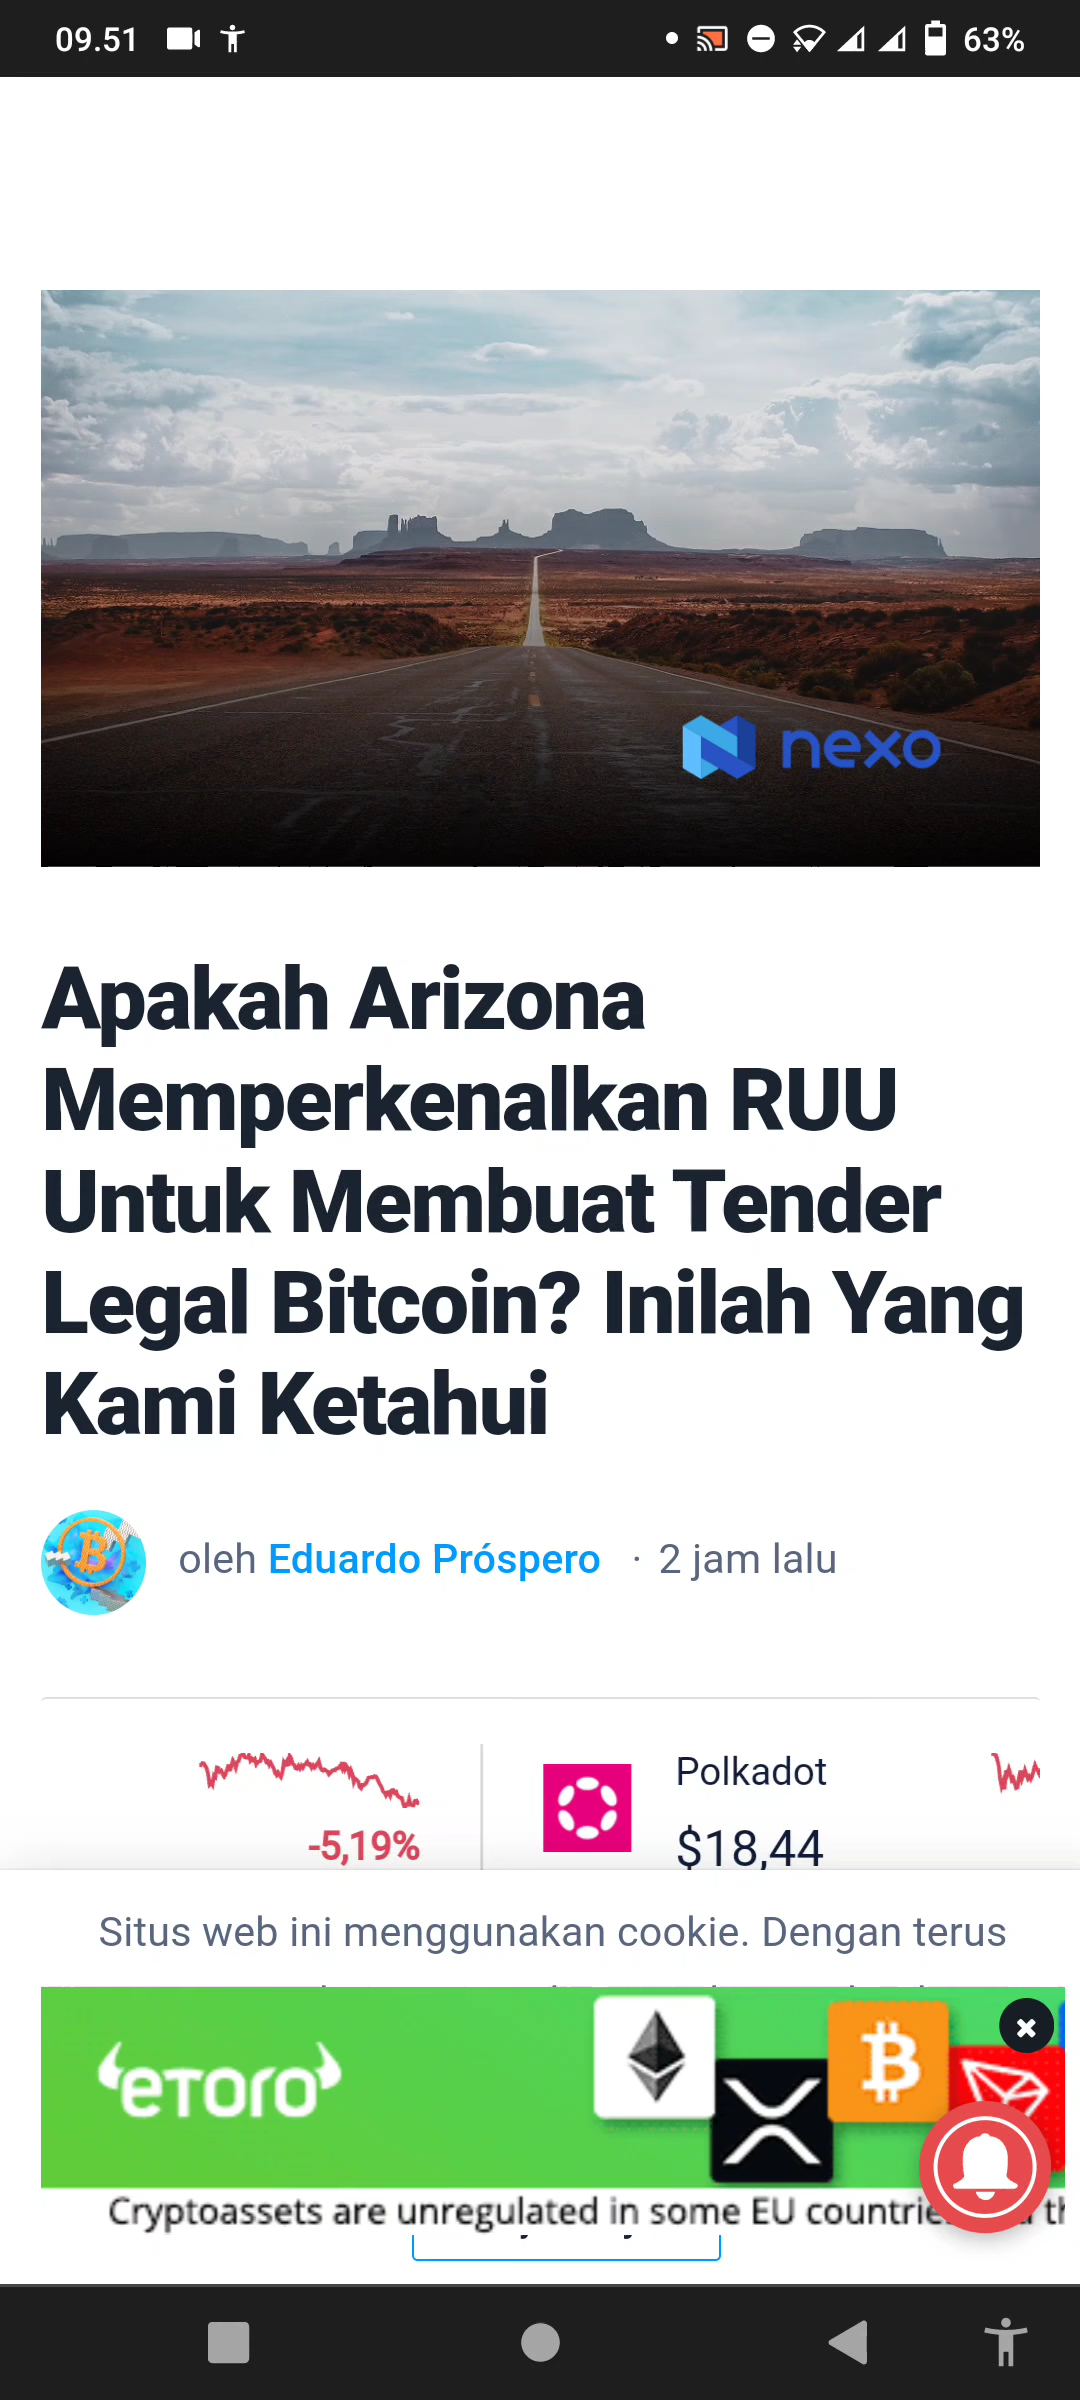 09.51
63%
nexo
Apakah Arizona
Memperkenalkan RUU
Untuk Membuat Tender
Legal Bitcoin? Inilah Yang
Kami Ketahui
oleh Eduardo Próspero · 2 jam lalu
-5,19%
Polkadot
$18,44
Situs web ini menggunakan cookie. Dengan terus
etoro
Cryptoassets are unregulated in some EU